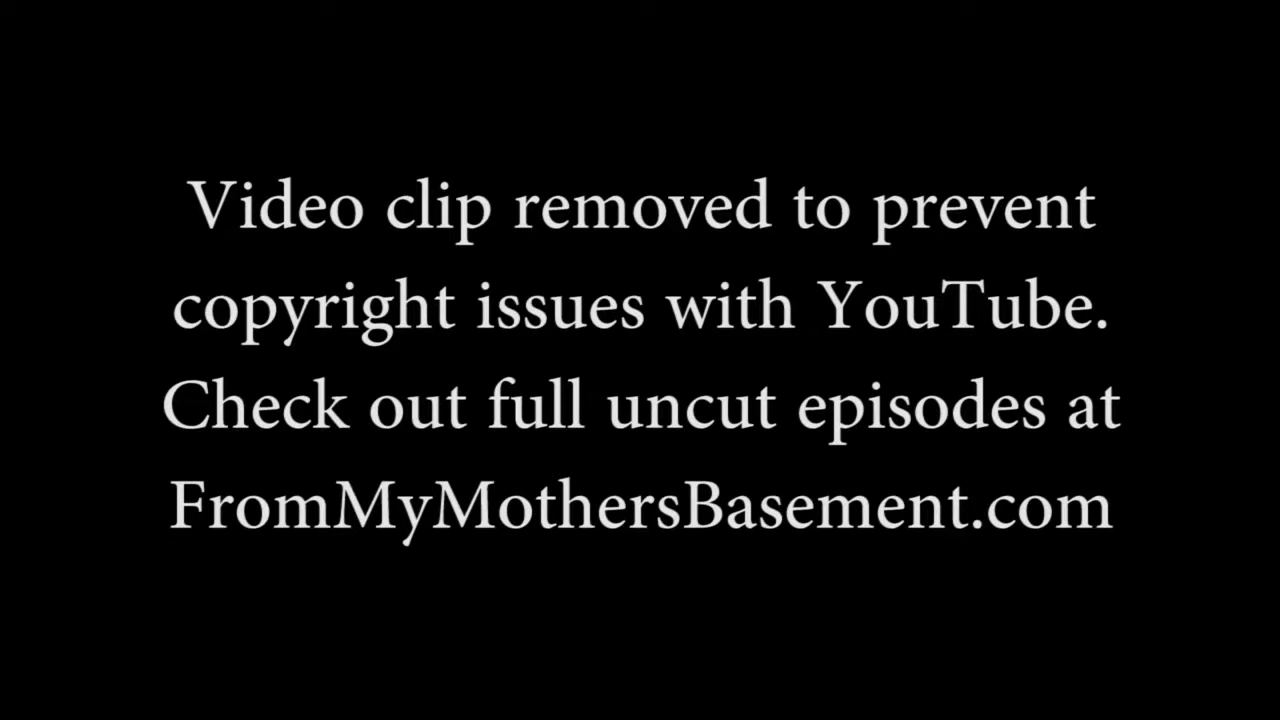 Video clip removed to prevent
copyright issues with YouTube.
Check out full uncut episodes at
FromMyMothersBasement.com